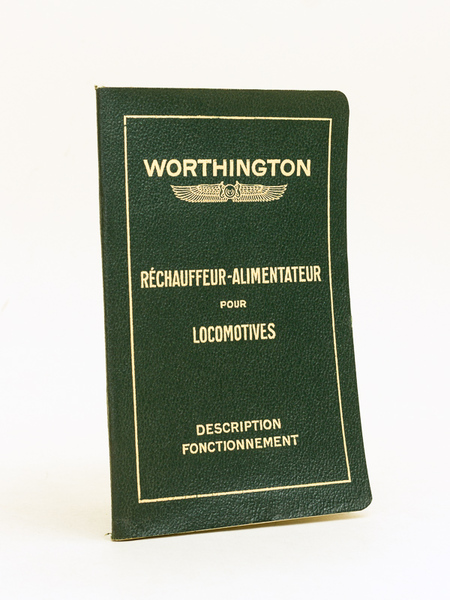 WORTHINGTON
RÉCHAUFFEUR-ALIMENTATEUR
POUR
LOCOMOTIVES
DESCRIPTION
FONCTIONNEMENT